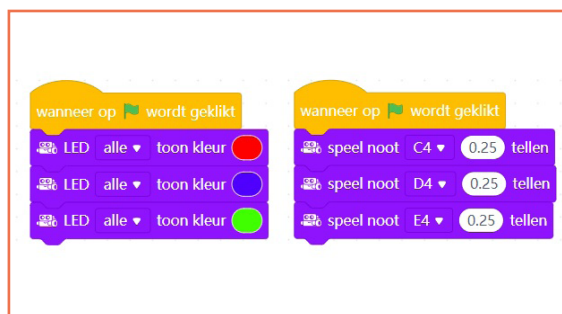 wanneer op wordt geklikt
LED alle toon kleur
LED alle toon kleur
LED alle toon kleur
wanneer op wordt geklikt
speel noot C4 0.25 tellen
speel noot D4 0.25 tellen
speel noot E4 0.25 tellen